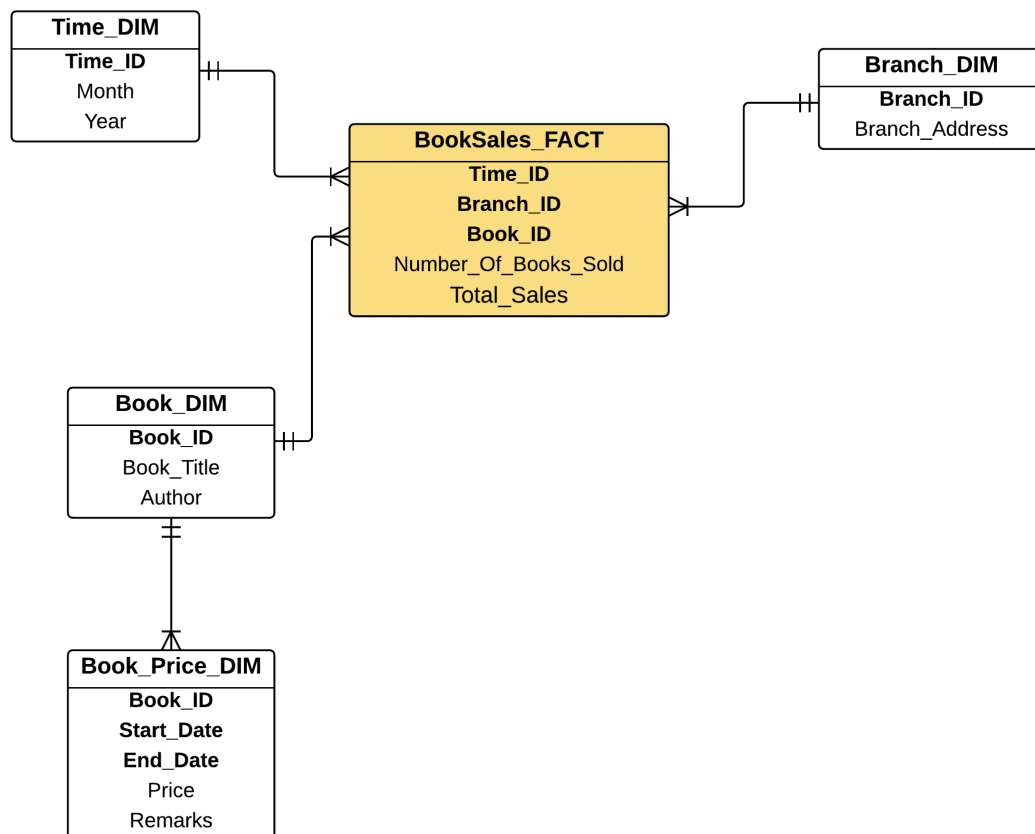 Time_DIM
Time_ID
Month
Year
Branch_DIM
Branch_ID
Branch_Address
BookSales_FACT
Time_ID
Branch_ID
Book_ID
Number_Of_Books_Sold
Total_Sales
Book_DIM
Book_ID
Book_Title
Author
Book_Price_DIM
Book_ID
Start_Date
End_Date
Price
Remarks